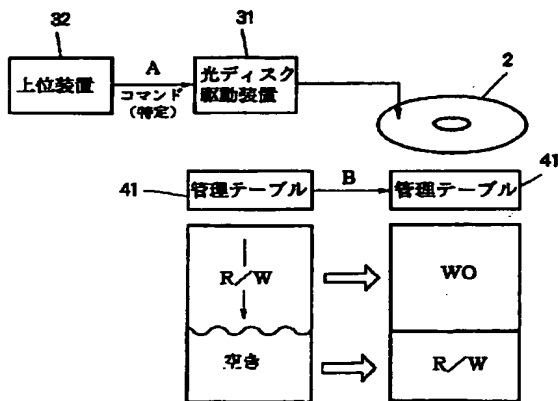 32
31
上位装置
A
コマンド
(特定)
光ディスク
駆動装置
2
41
管理テーブル
B
管理テーブル
41
R/W
空き
WO
R/W